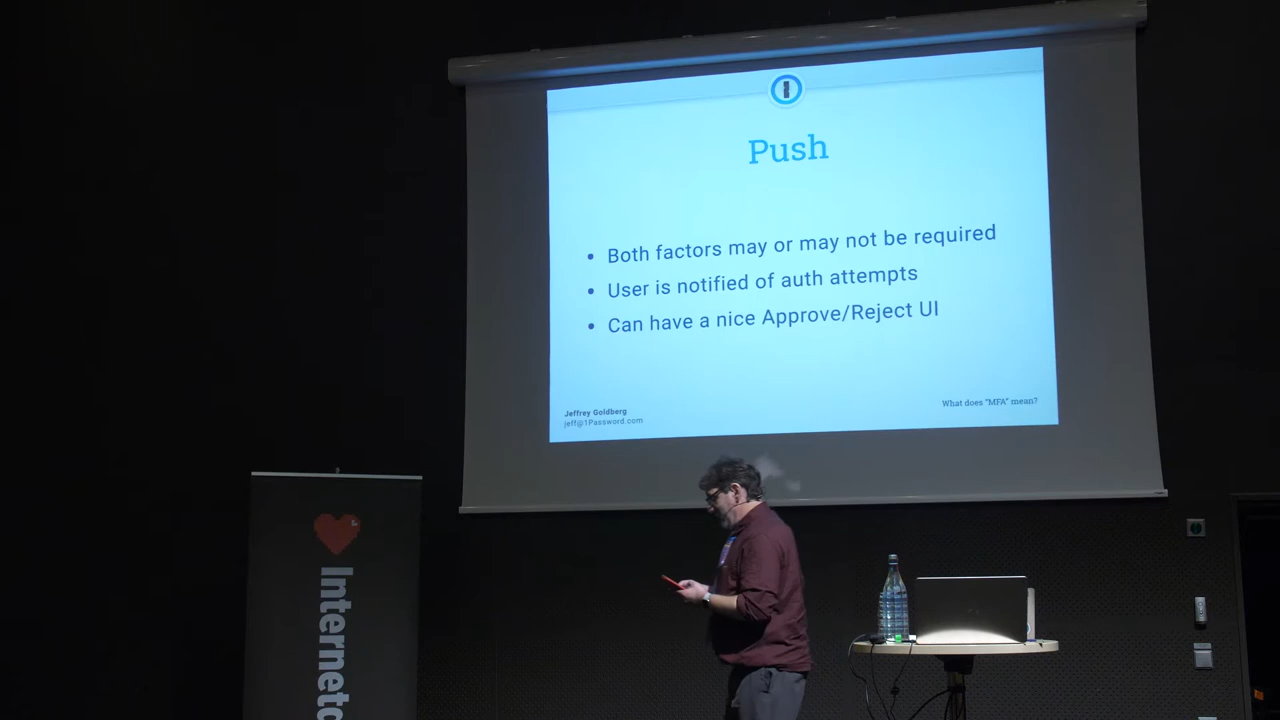 Push
Both factors may or may not be required
User is notified of auth attempts
Can have a nice Approve/Reject UI
Jeffrey Goldberg
jeff@1Password.com
What does "MFA" mean?